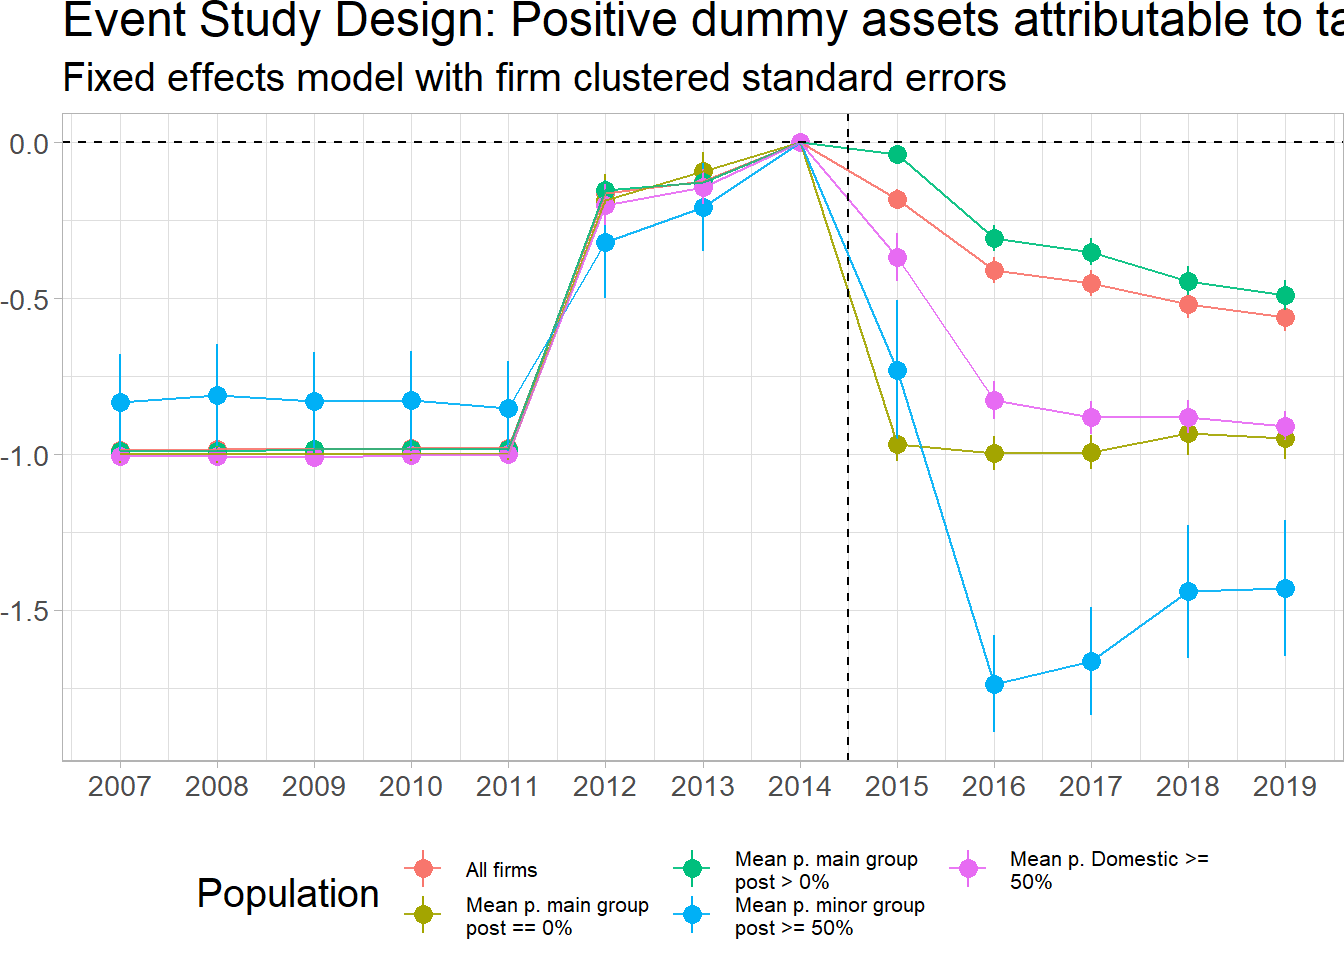 Event Study Design: Positive dummy assets attributable to ta
Fixed effects model with firm clustered standard errors
0.0
-0.5
-1.0
-1.5
2007 2008 2009 2010 2011 2012 2013 2014 2015 2016 2017 2018 2019
Population
All firms
Mean p. main group
post == 0%
Mean p. main group
post > 0%
Mean p. minor group
post >= 50%
Mean p. Domestic >=
50%